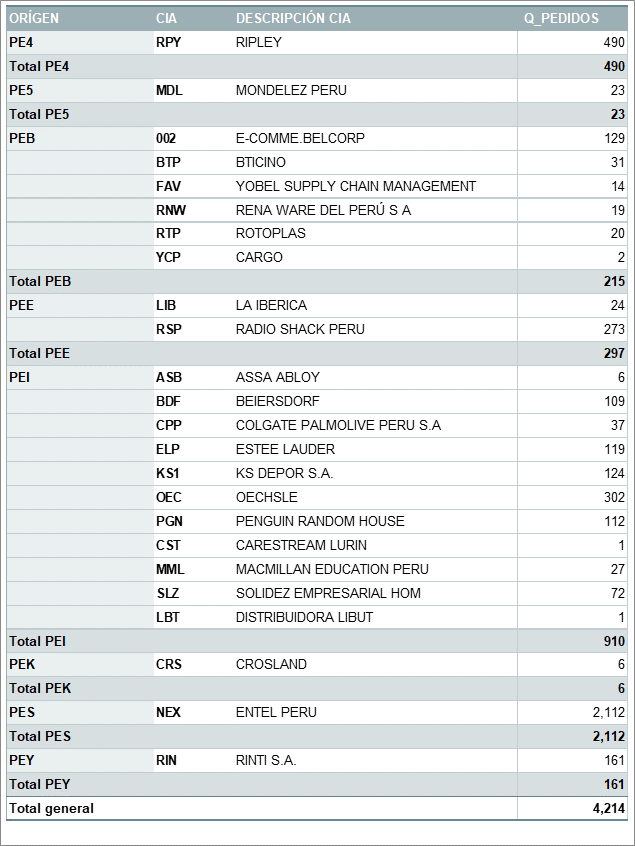 ORÍGEN CIA DESCRIPCIÓN CIA Q_PEDIDOS
PE4 RPY RIPLEY 490
Total PE4 490
PE5 MDL MONDELEZ PERU 23
Total PE5 23
PEB 002 E-COMME.BELCORP 129
BTP BTICINO 31
FAV YOBEL SUPPLY CHAIN MANAGEMENT 14
RNW RENA WARE DEL PERÚ S A 19
RTP ROTOPLAS 20
YCP CARGO 2
Total PEB 215
PEE LIB LA IBERICA 24
RSP RADIO SHACK PERU 273
Total PEE 297
PEI ASB ASSA ABLOY 6
BDF BEIERSDORF 109
CPP COLGATE PALMOLIVE PERU S.A 37
ELP ESTEE LAUDER 119
KS1 KS DEPOR S.A. 124
OEC OECHSLE 302
PGN PENGUIN RANDOM HOUSE 112
CST CARESTREAM LURIN 1
MML MACMILLAN EDUCATION PERU 27
SLZ SOLIDEZ EMPRESARIAL HOM 72
LBT DISTRIBUIDORA LIBUT 1
Total PEI 910
PEK CRS CROSLAND 6
Total PEK 6
PES NEX ENTEL PERU 2,112
Total PES 2,112
PEY RIN RINTI S.A. 161
Total PEY 161
Total general 4,214